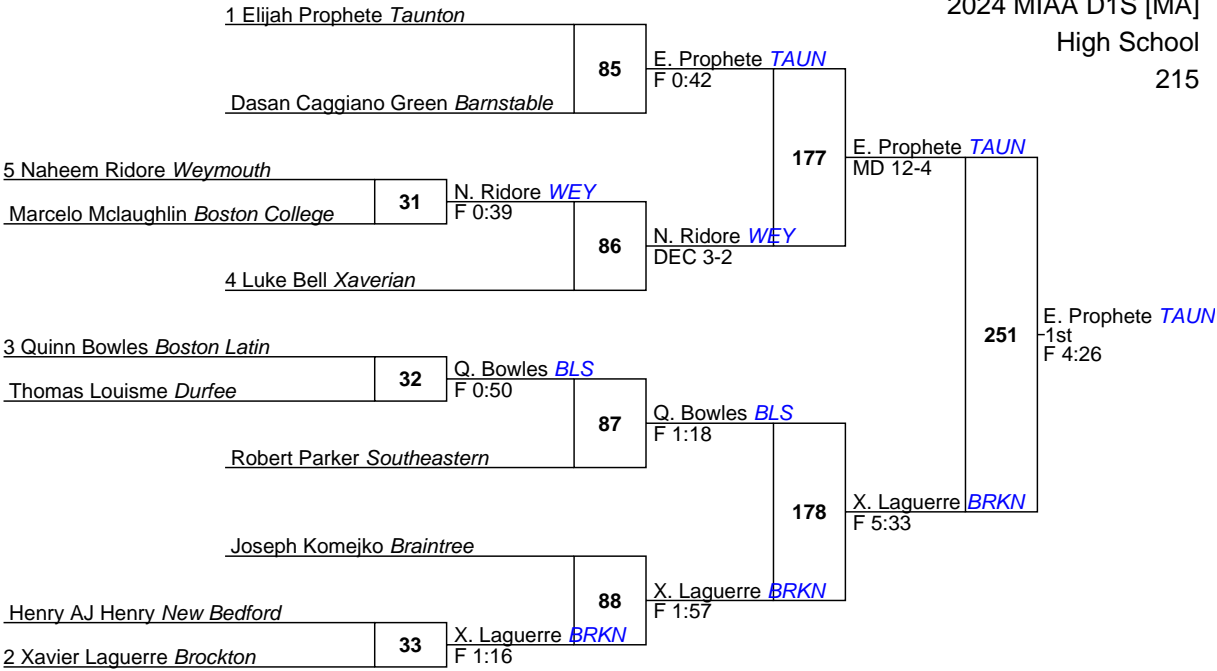 2024 MIAA D1S [MA]
High School
215
1 Elijah Prophete Taunton
85
E. Prophete TAUN
F 0:42
Dasan Caggiano Green Barnstable
177
E. Prophete TAUN
MD 12-4
5 Naheem Ridore Weymouth
31
N. Ridore WEY
F 0:39
Marcelo Mclaughlin Boston College
86
N. Ridore WEY
DEC 3-2
4 Luke Bell Xaverian
251
E. Prophete TAUN
1st
F 4:26
3 Quinn Bowles Boston Latin
32
Q. Bowles BLS
F 0:50
Thomas Louisme Durfee
87
Q. Bowles BLS
F 1:18
Robert Parker Southeastern
178
X. Laguerre BRKN
F 5:33
Joseph Komejko Braintree
88
X. Laguerre BRKN
F 1:57
Henry AJ Henry New Bedford
33
X. Laguerre BRKN
F 1:16
2 Xavier Laguerre Brockton